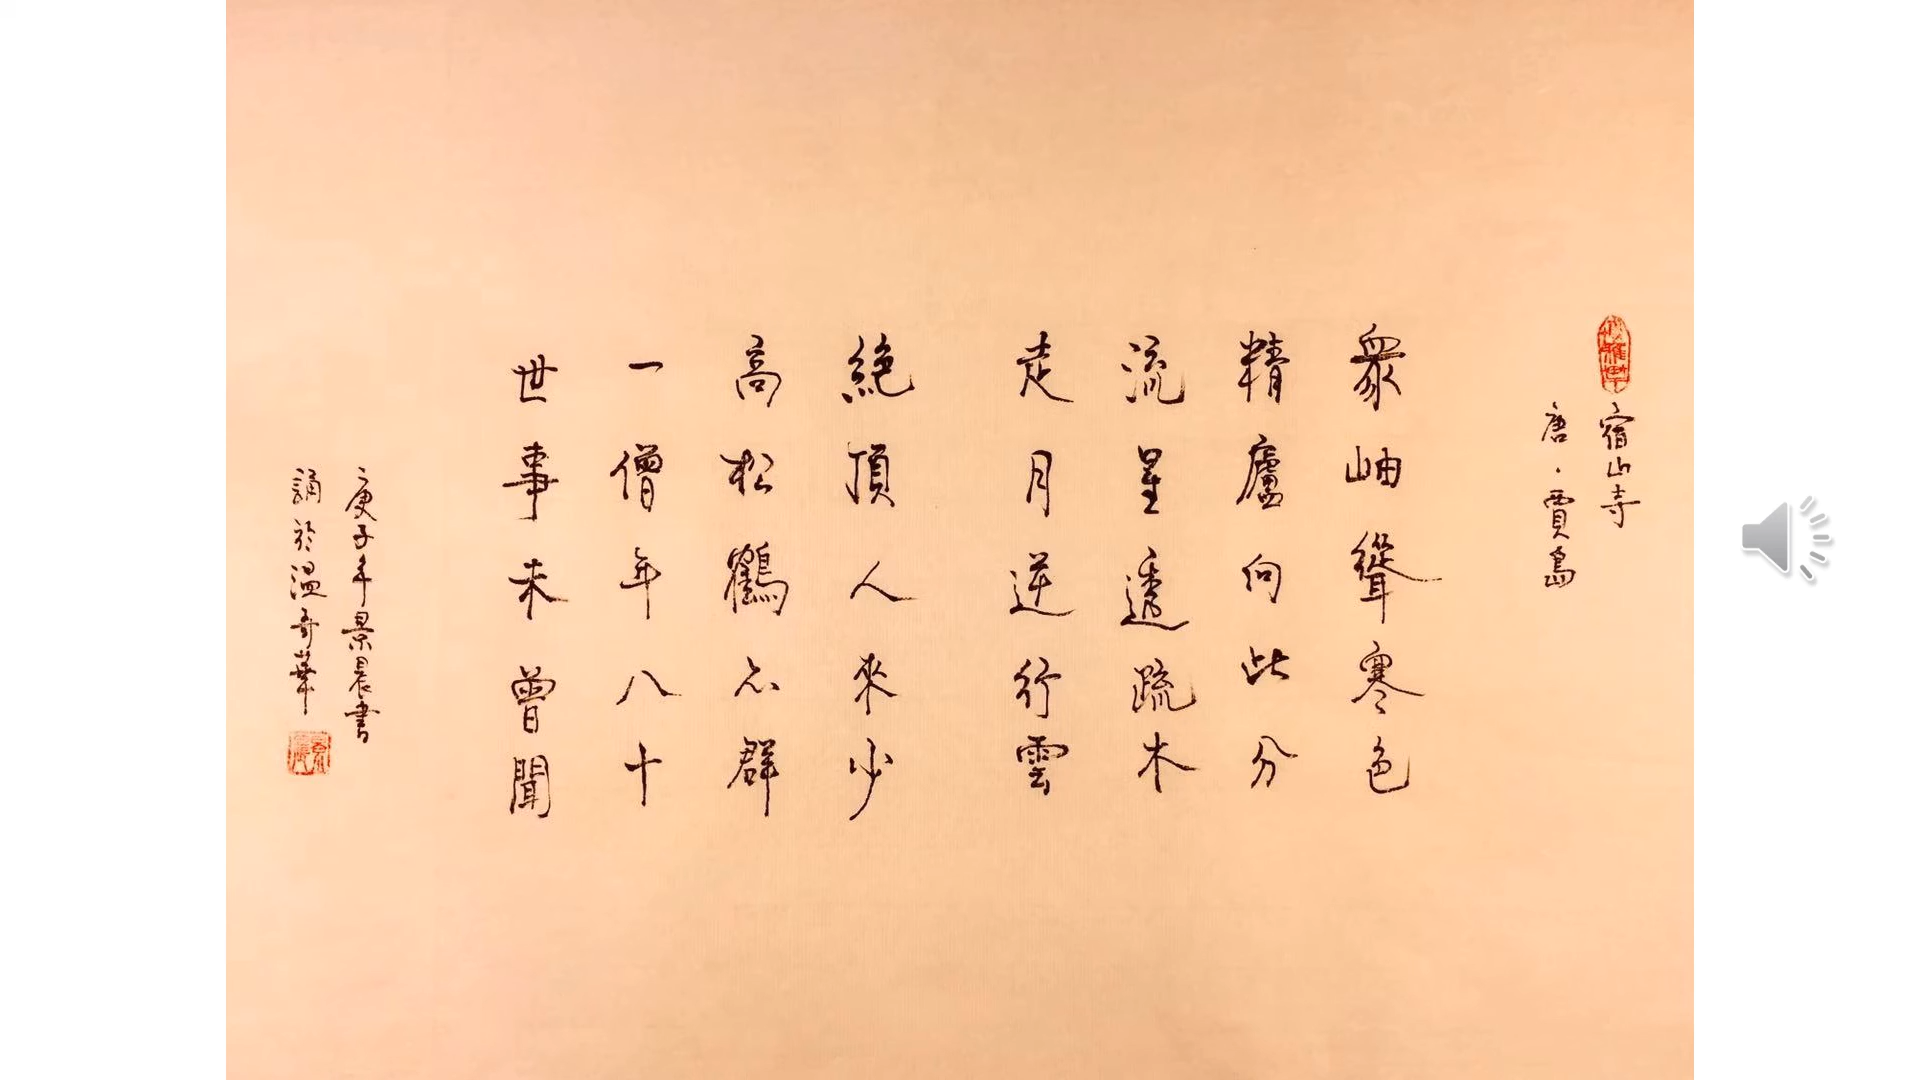 宿山寺
唐·賈島
眾岫聳寒色
精廬向此分
流星透疏木
走月逆行雲
絶頂人來少
高松鶴不群
一僧年八十
世事未曾聞
庚子年景晨書
誦於温哥華